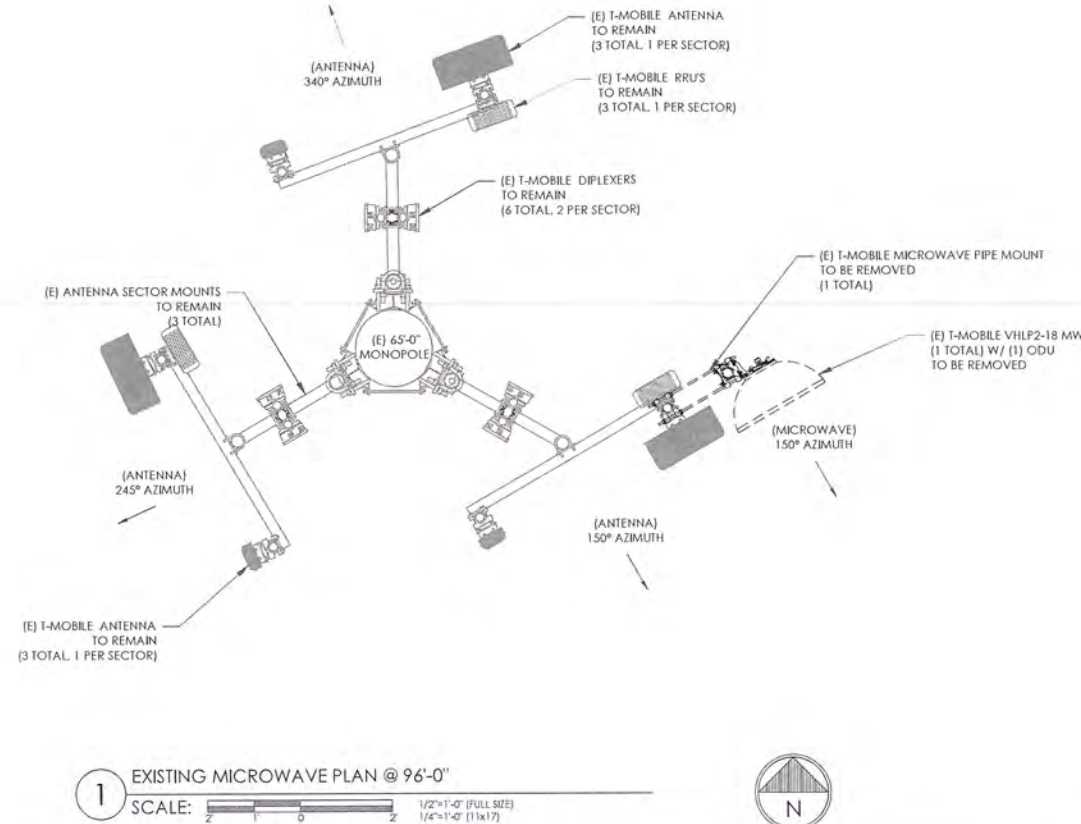 (E) T-MOBILE ANTENNA
TO REMAIN
(3 TOTAL, 1 PER SECTOR)
(ANTENNA)
340° AZIMUTH
(E) T-MOBILE RRU'S
TO REMAIN
(3 TOTAL, 1 PER SECTOR)
(E) T-MOBILE DIPLEXERS
TO REMAIN
(6 TOTAL, 2 PER SECTOR)
(E) T-MOBILE MICROWAVE PIPE MOUNT
TO BE REMOVED
(1 TOTAL)
(E) ANTENNA SECTOR MOUNTS
TO REMAIN
(3 TOTAL)
(E) 65'-0"
MONOPOLE
(E) T-MOBILE VHLP2-18 MW
(1 TOTAL) W/ (1) ODU
TO BE REMOVED
(MICROWAVE)
150° AZIMUTH
(ANTENNA)
245° AZIMUTH
(ANTENNA)
150° AZIMUTH
(E) T-MOBILE ANTENNA
TO REMAIN
(3 TOTAL, 1 PER SECTOR)
1
EXISTING MICROWAVE PLAN @ 96'-0"
SCALE:
2' 1' 0 2'
1/2"=1'-0" (FULL SIZE)
1/4"=1'-0" (11x17)
N